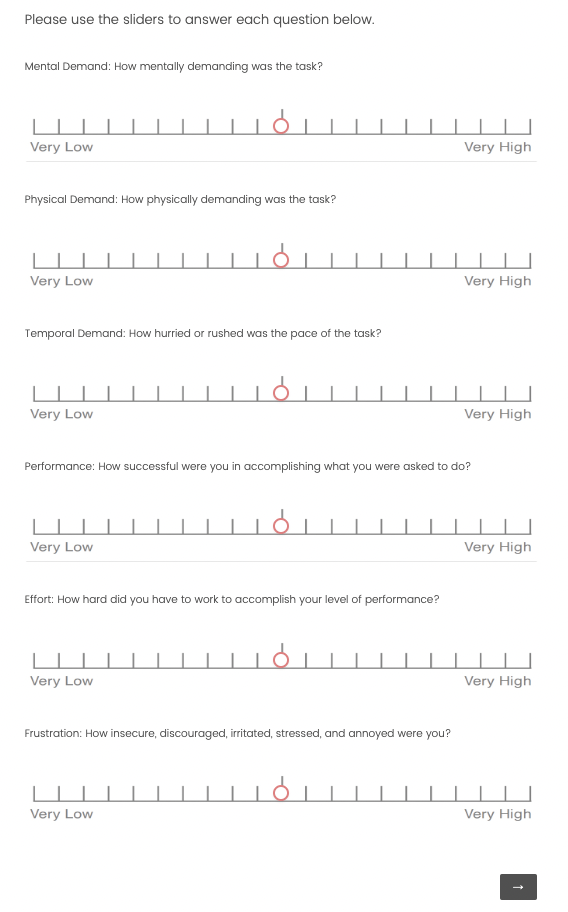 Please use the sliders to answer each question below.
Mental Demand: How mentally demanding was the task?
Very Low Very High
Physical Demand: How physically demanding was the task?
Very Low Very High
Temporal Demand: How hurried or rushed was the pace of the task?
Very Low Very High
Performance: How successful were you in accomplishing what you were asked to do?
Very Low Very High
Effort: How hard did you have to work to accomplish your level of performance?
Very Low Very High
Frustration: How insecure, discouraged, irritated, stressed, and annoyed were you?
Very Low Very High
→